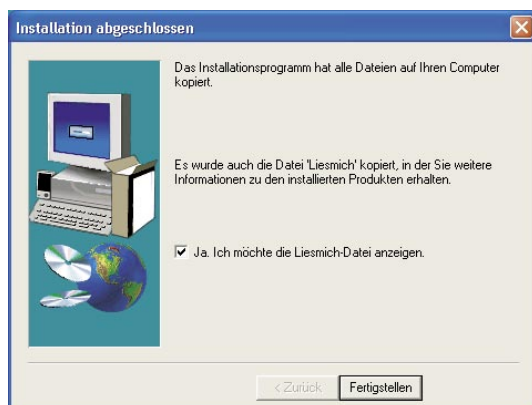 Installation abgeschlossen
Das Installationsprogramm hat alle Dateien auf Ihren Computer
kopiert.
Es wurde auch die Datei 'Liesmich' kopiert, in der Sie weitere
Informationen zu den installierten Produkten erhalten.
Ja. Ich möchte die Liesmich-Datei anzeigen.
< Zurück
Fertigstellen